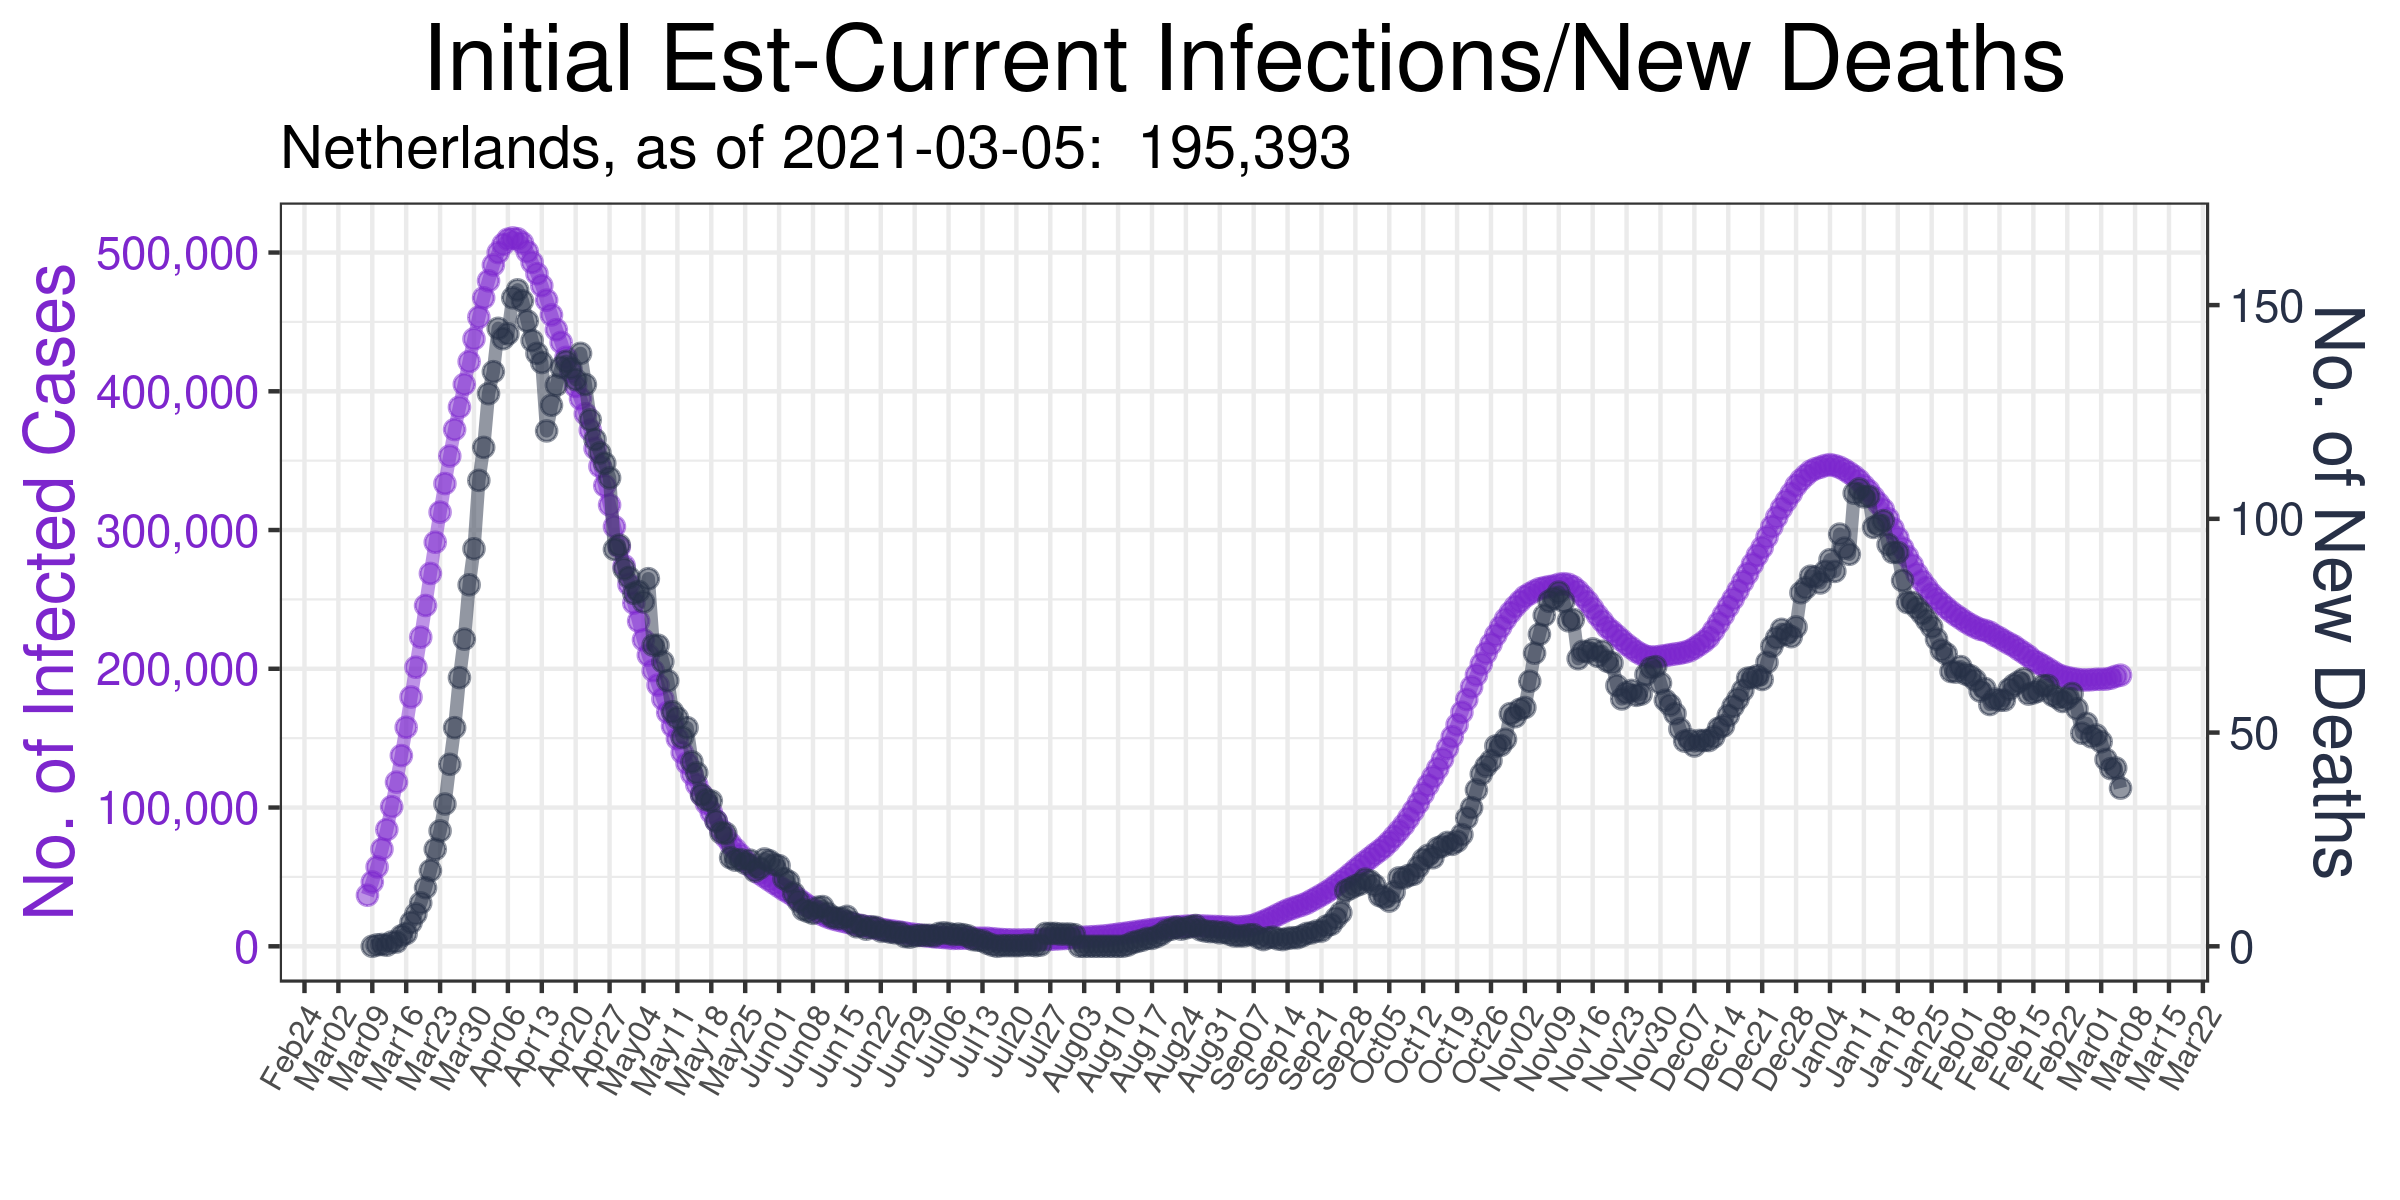 Initial Est-Current Infections/New Deaths
Netherlands, as of 2021-03-05: 195,393
No. of Infected Cases
500,000
400,000
300,000
200,000
100,000
0
150
100
50
0
No. of New Deaths
Feb24
Mar02
Mar09
Mar16
Mar23
Mar30
Apr06
Apr13
Apr20
Apr27
May04
May11
May18
May25
Jun01
Jun08
Jun15
Jun22
Jun29
Jul06
Jul13
Jul20
Jul27
Aug03
Aug10
Aug17
Aug24
Aug31
Sep07
Sep14
Sep21
Sep28
Oct05
Oct12
Oct19
Oct26
Nov02
Nov09
Nov16
Nov23
Nov30
Dec07
Dec14
Dec21
Dec28
Jan04
Jan11
Jan18
Jan25
Feb01
Feb08
Feb15
Feb22
Mar01
Mar08
Mar15
Mar22